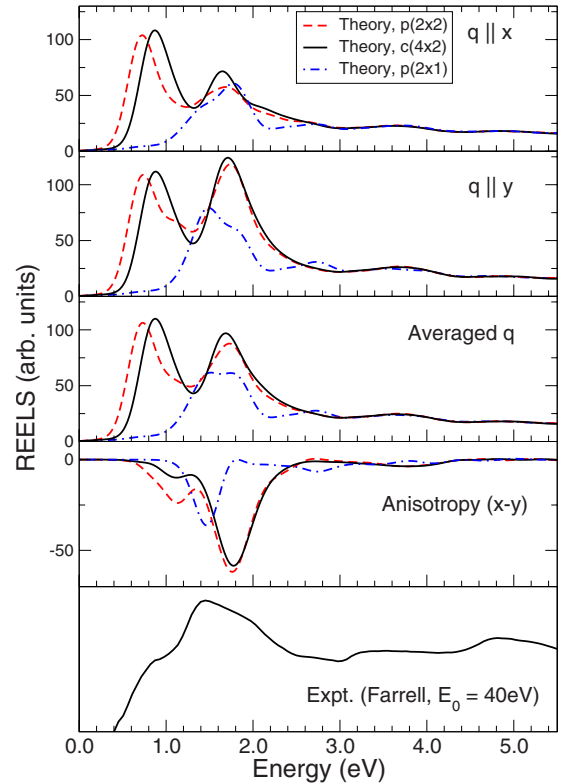 REELS (arb. units)
100
50
0
Theory, p(2x2)
Theory, c(4x2)
Theory, p(2x1)
q || x
100
50
0
q || y
100
50
0
Averaged q
0
-50
Anisotropy (x-y)
Expt. (Farrell, E0 = 40eV)
0.0 1.0 2.0 3.0 4.0 5.0
Energy (eV)